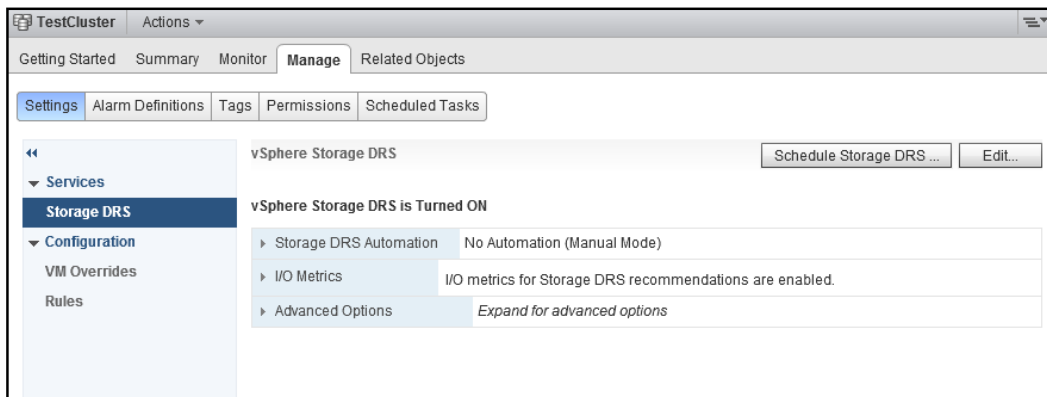 TestCluster Actions
Getting Started Summary Monitor Manage Related Objects
Settings Alarm Definitions Tags Permissions Scheduled Tasks
vSphere Storage DRS Schedule Storage DRS ... Edit...
Services
Storage DRS
Configuration
VM Overrides
Rules
vSphere Storage DRS is Turned ON
Storage DRS Automation No Automation (Manual Mode)
I/O Metrics I/O metrics for Storage DRS recommendations are enabled.
Advanced Options Expand for advanced options